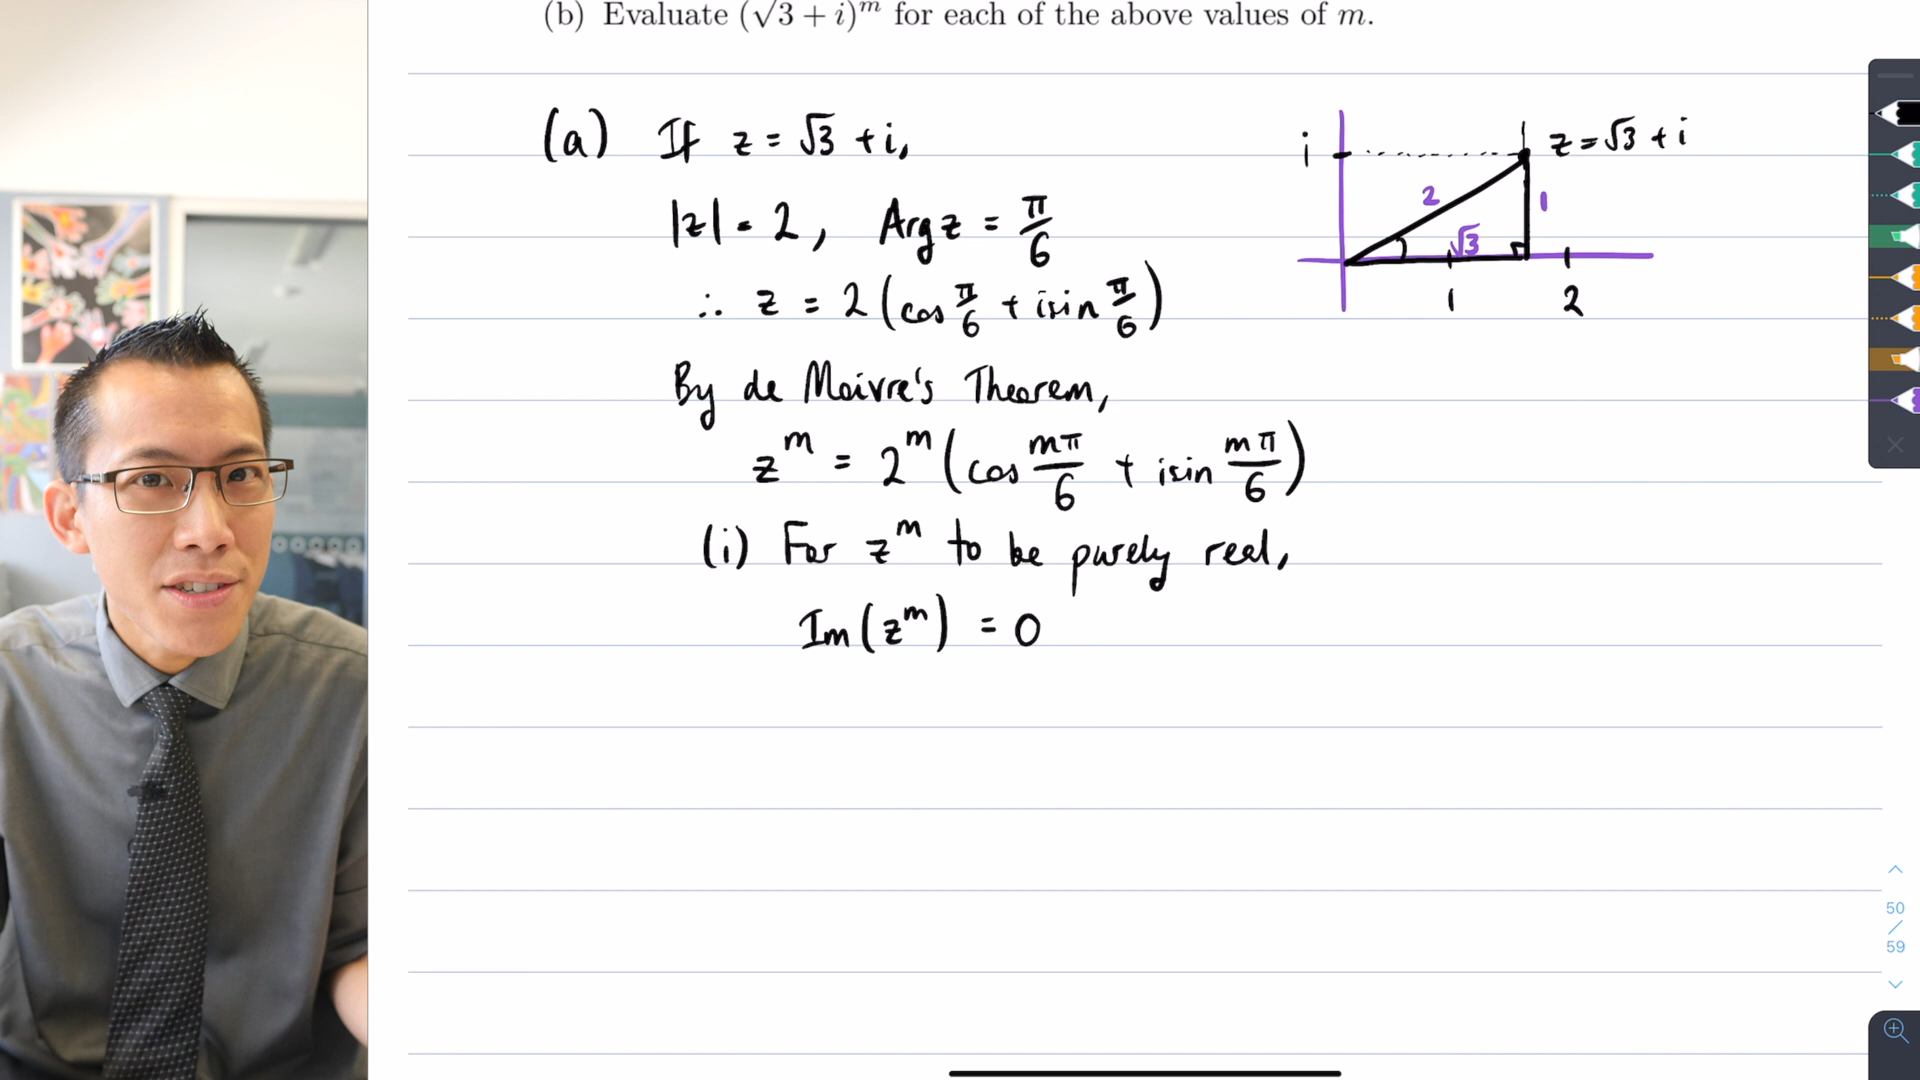 (b) Evaluate (√3 + i)^m for each of the above values of m.
(a) If z = √3 + i,
|z| = 2, Arg z = π/6
∴ z = 2 (cos π/6 + i sin π/6)
By de Moivre's Theorem,
z^m = 2^m (cos mπ/6 + i sin mπ/6)
(i) For z^m to be purely real,
Im(z^m) = 0
i
z = √3 + i
2
1
√3
1
2
50
/
59